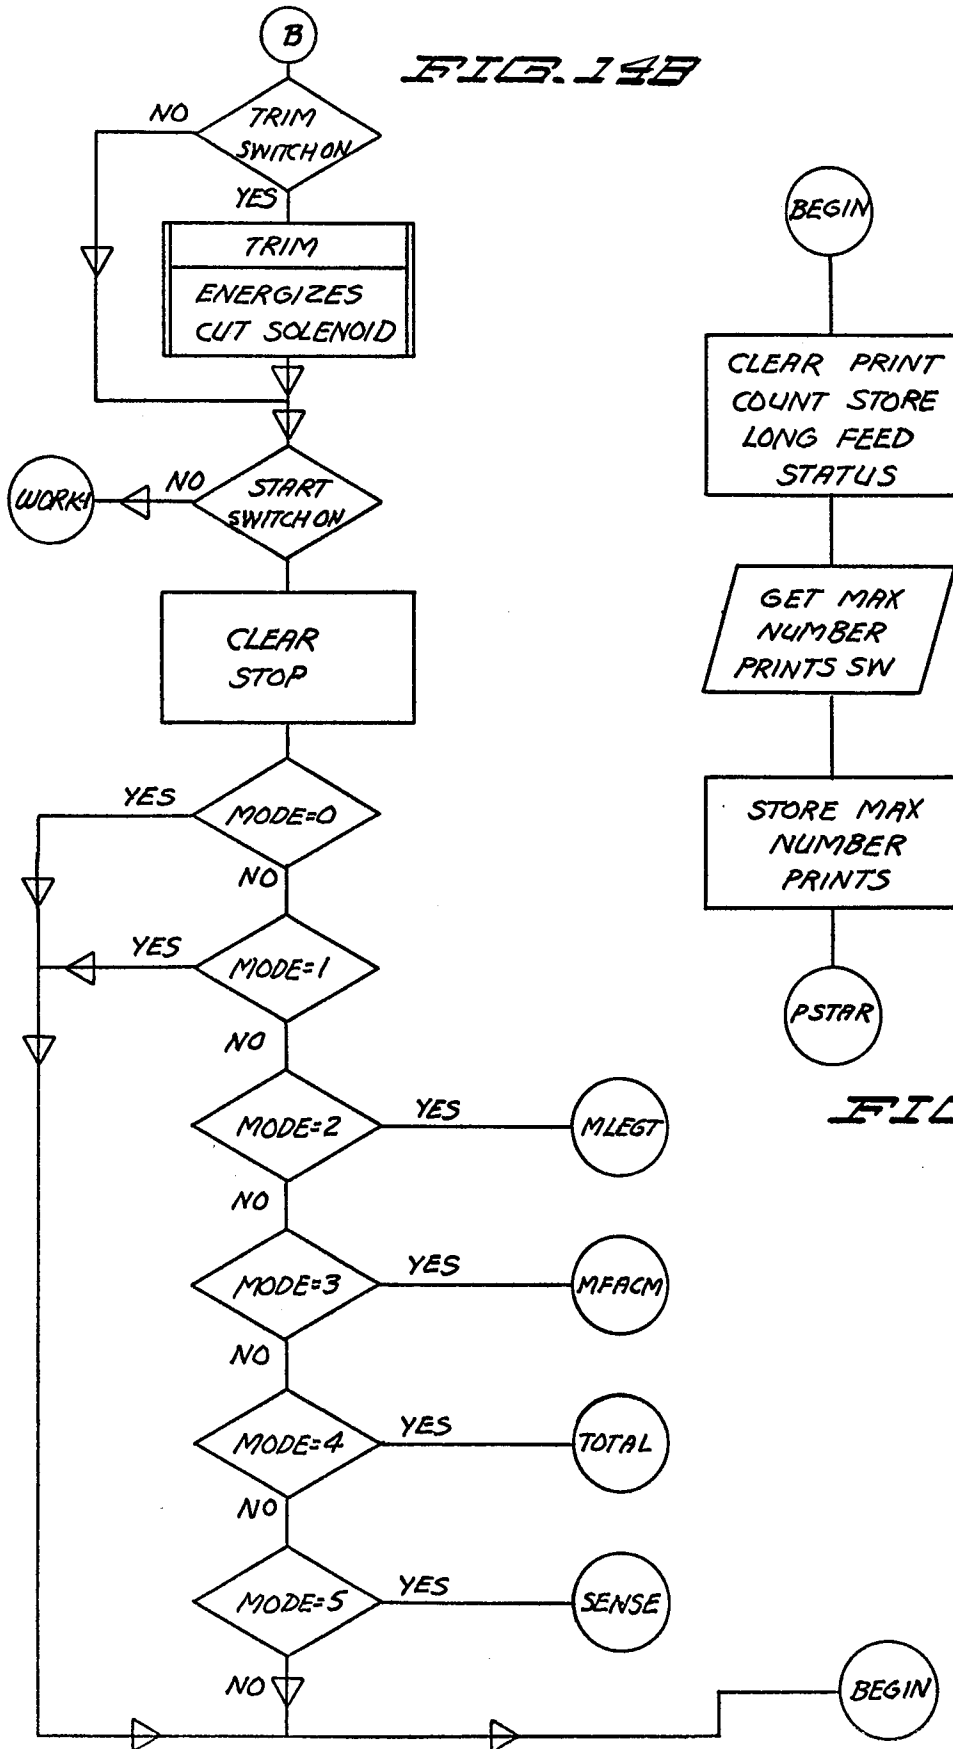 B
FIG. 14B
NO
TRIM
SWITCH ON
YES
TRIM
ENERGIZES
CUT SOLENOID
WORK1
NO
START
SWITCH ON
CLEAR
STOP
YES
MODE=0
NO
YES
MODE=1
NO
MODE=2
YES
MLEGT
NO
MODE=3
YES
MFACM
NO
MODE=4
YES
TOTAL
NO
MODE=5
YES
SENSE
NO
BEGIN
BEGIN
CLEAR PRINT
COUNT STORE
LONG FEED
STATUS
GET MAX
NUMBER
PRINTS SW
STORE MAX
NUMBER
PRINTS
PSTAR